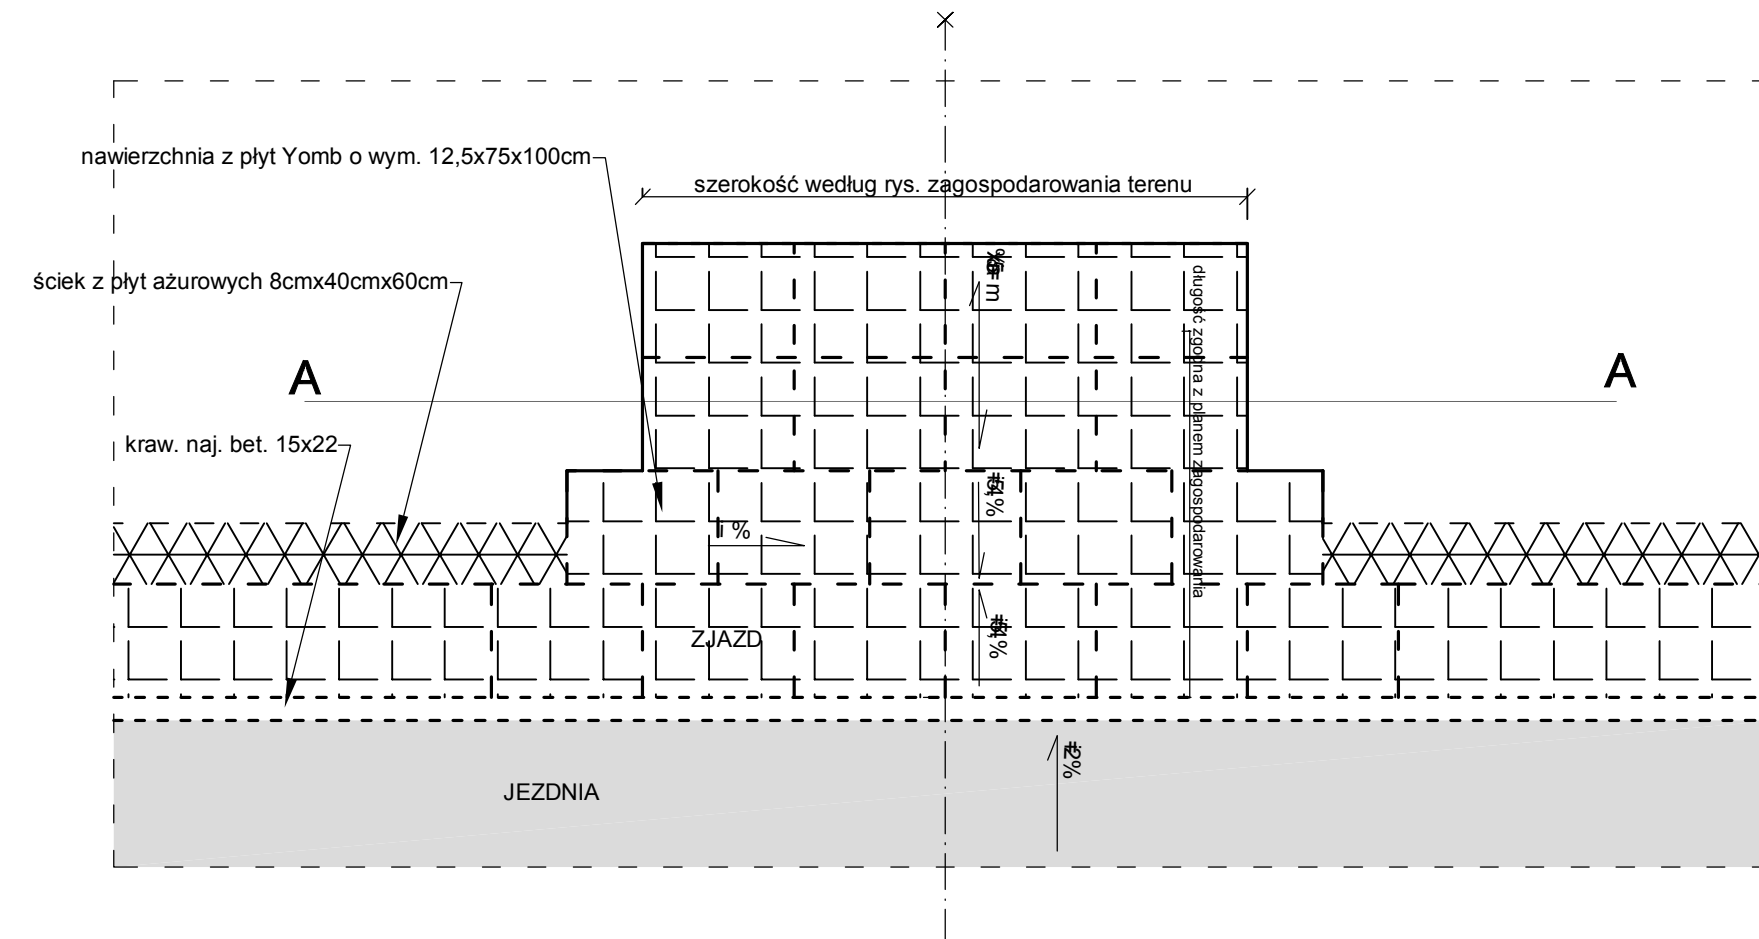 nawierzchnia z płyt Yomb o wym. 12,5x75x100cm
szerokość według rys. zagospodarowania terenu
ściek z płyt ażurowych 8cmx40cmx60cm
długość zgodna z planem zagospodarowania
A
A
kraw. naj. bet. 15x22
i %
ZJAZD
JEZDNIA